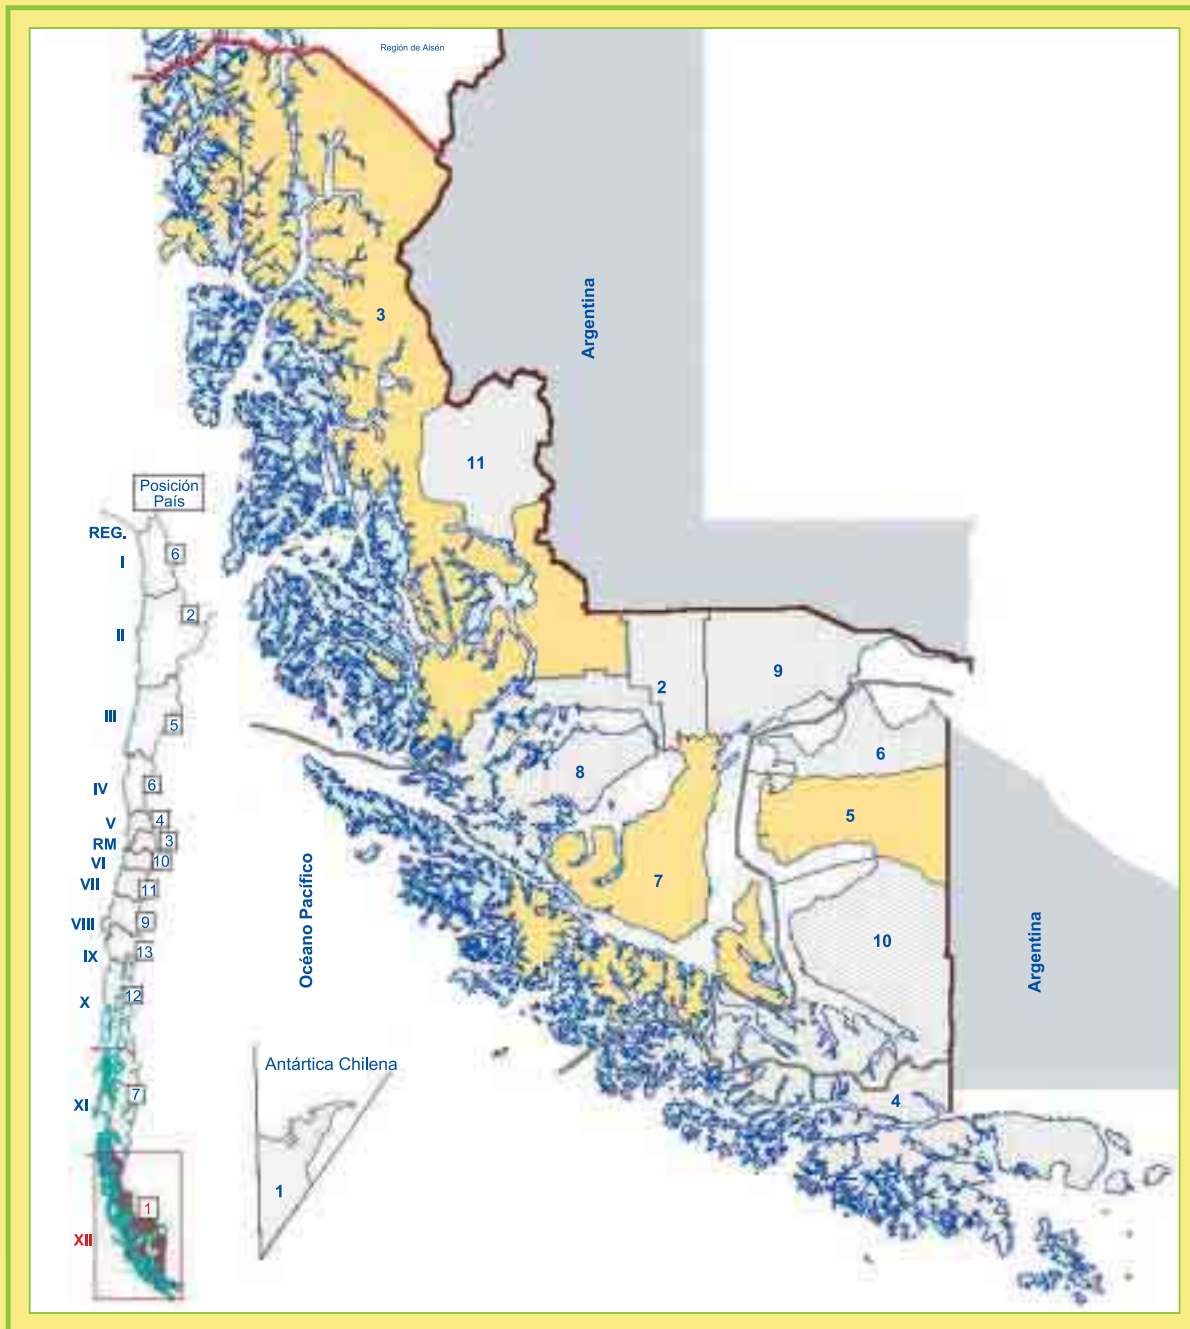 Región de Aisén
Argentina
3
11
Posición
País
REG.
I
6
2
II
III
5
IV
6
V
4
RM
3
VI
10
VII
11
VIII
9
IX
13
X
12
XI
7
XII
1
2
9
8
6
5
7
10
4
Océano Pacífico
Argentina
Antártica Chilena
1